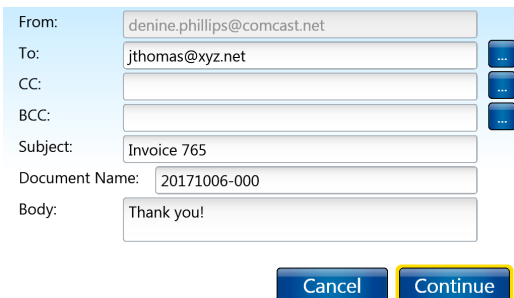 From: denine.phillips@comcast.net
To: jthomas@xyz.net ...
CC: ...
BCC: ...
Subject: Invoice 765
Document Name: 20171006-000
Body: Thank you!
Cancel Continue